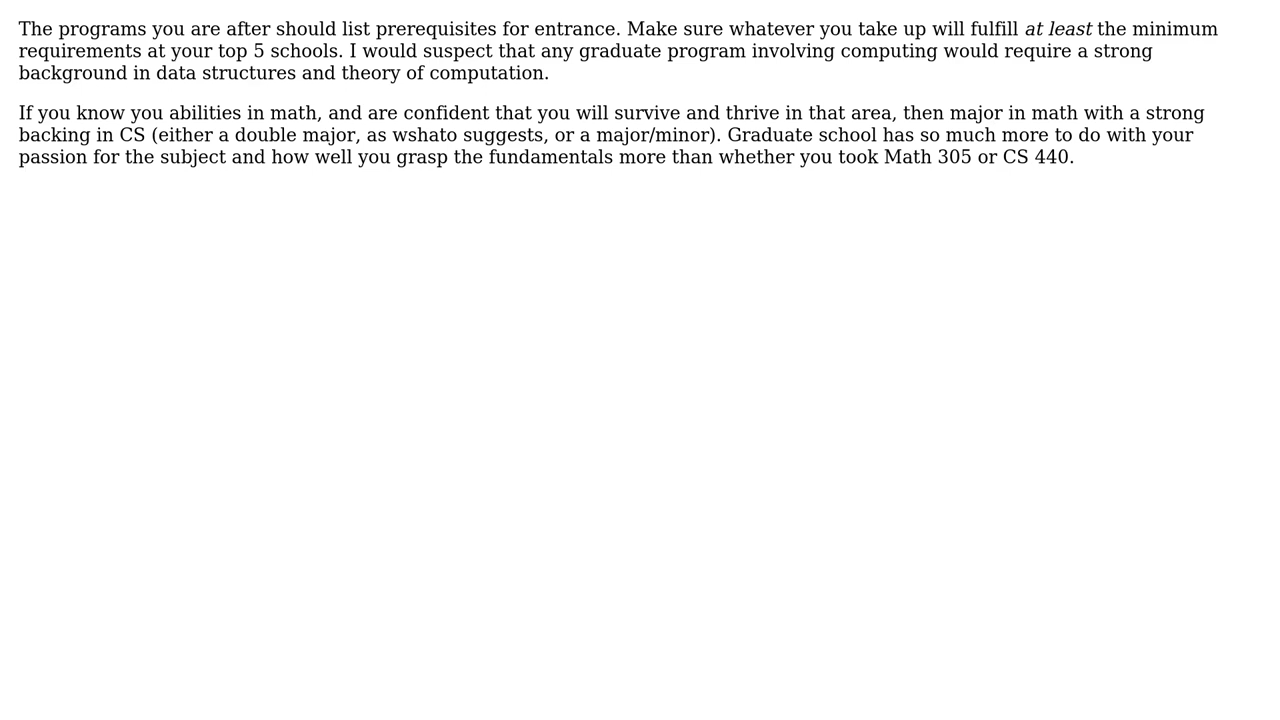 The programs you are after should list prerequisites for entrance. Make sure whatever you take up will fulfill at least the minimum
requirements at your top 5 schools. I would suspect that any graduate program involving computing would require a strong
background in data structures and theory of computation.
If you know you abilities in math, and are confident that you will survive and thrive in that area, then major in math with a strong
backing in CS (either a double major, as wshato suggests, or a major/minor). Graduate school has so much more to do with your
passion for the subject and how well you grasp the fundamentals more than whether you took Math 305 or CS 440.